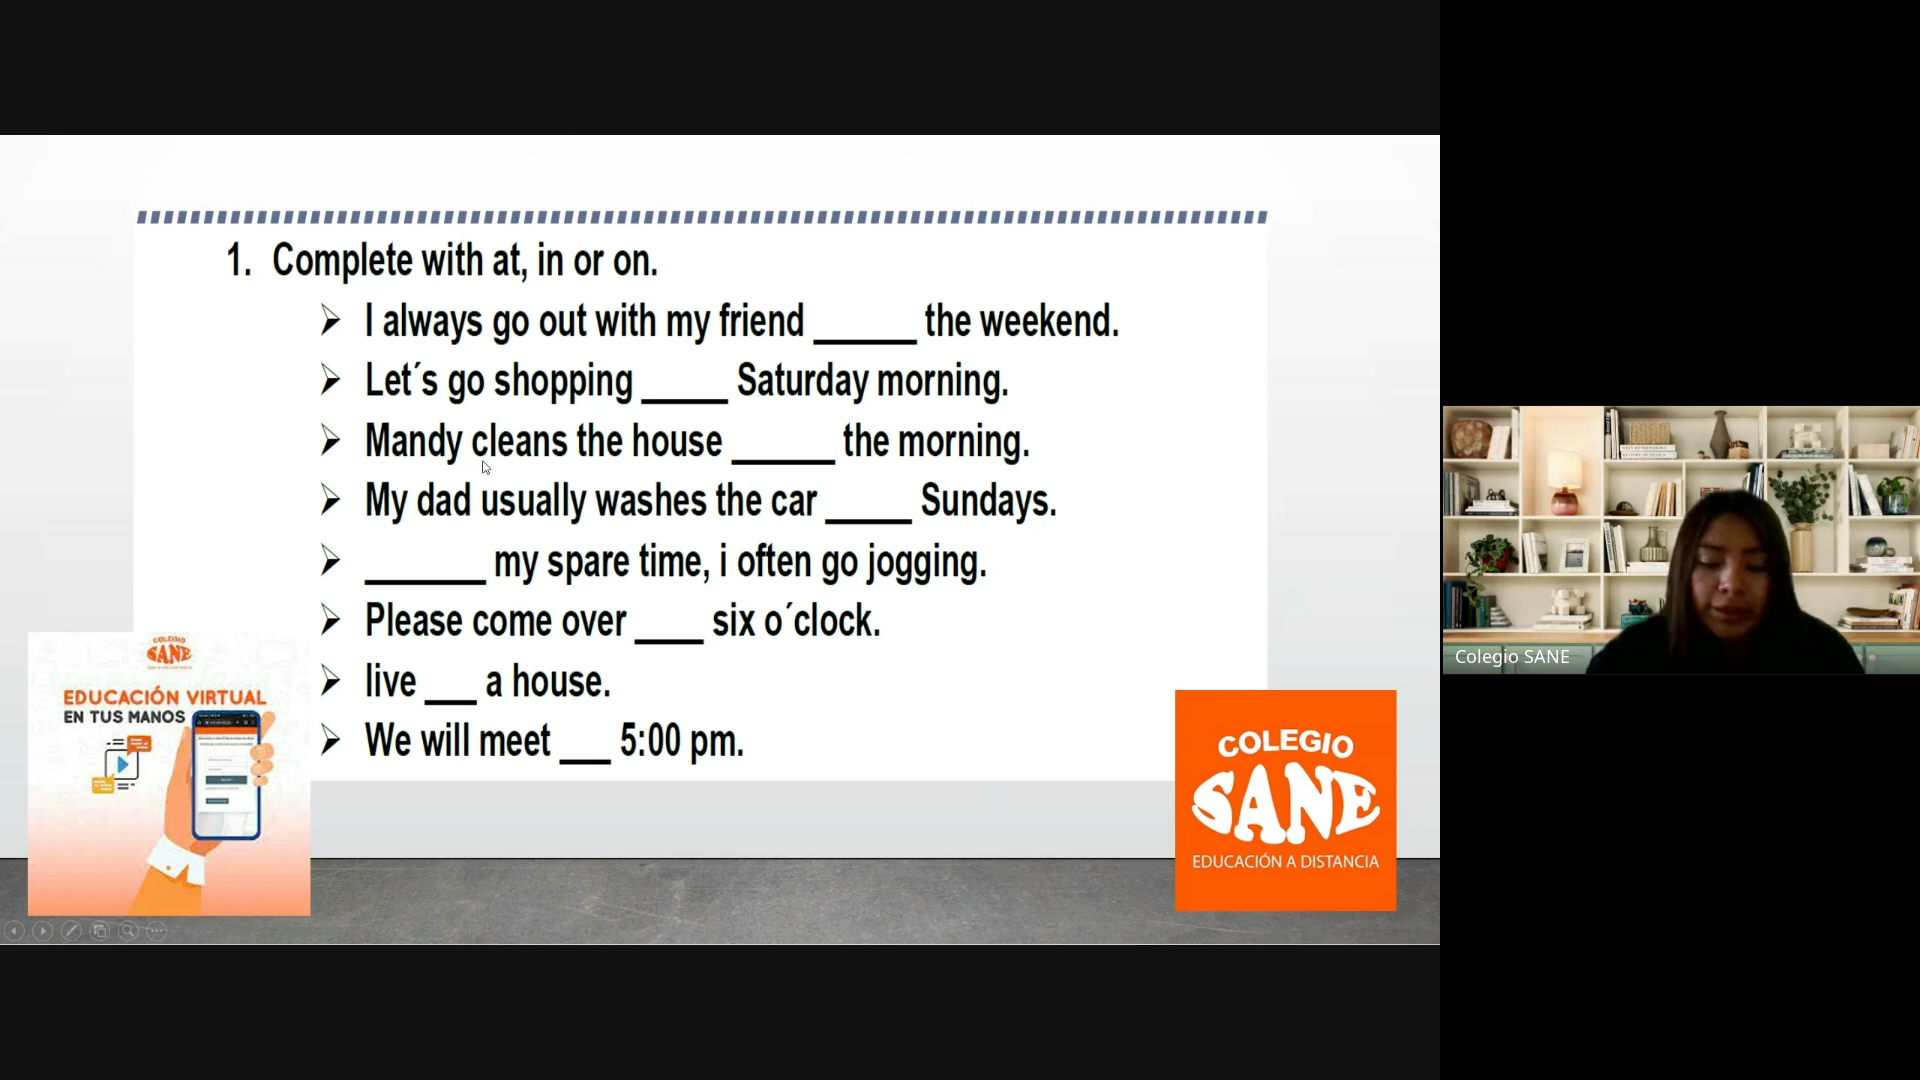 1. Complete with at, in or on.
➢ I always go out with my friend ______ the weekend.
➢ Let´s go shopping _____ Saturday morning.
➢ Mandy cleans the house ______ the morning.
➢ My dad usually washes the car _____ Sundays.
➢ _______ my spare time, i often go jogging.
➢ Please come over ____ six o´clock.
➢ live ___ a house.
➢ We will meet ___ 5:00 pm.
COLEGIO
SANE
EDUCACIÓN VIRTUAL
EN TUS MANOS
COLEGIO
SANE
EDUCACIÓN A DISTANCIA
Colegio SANE